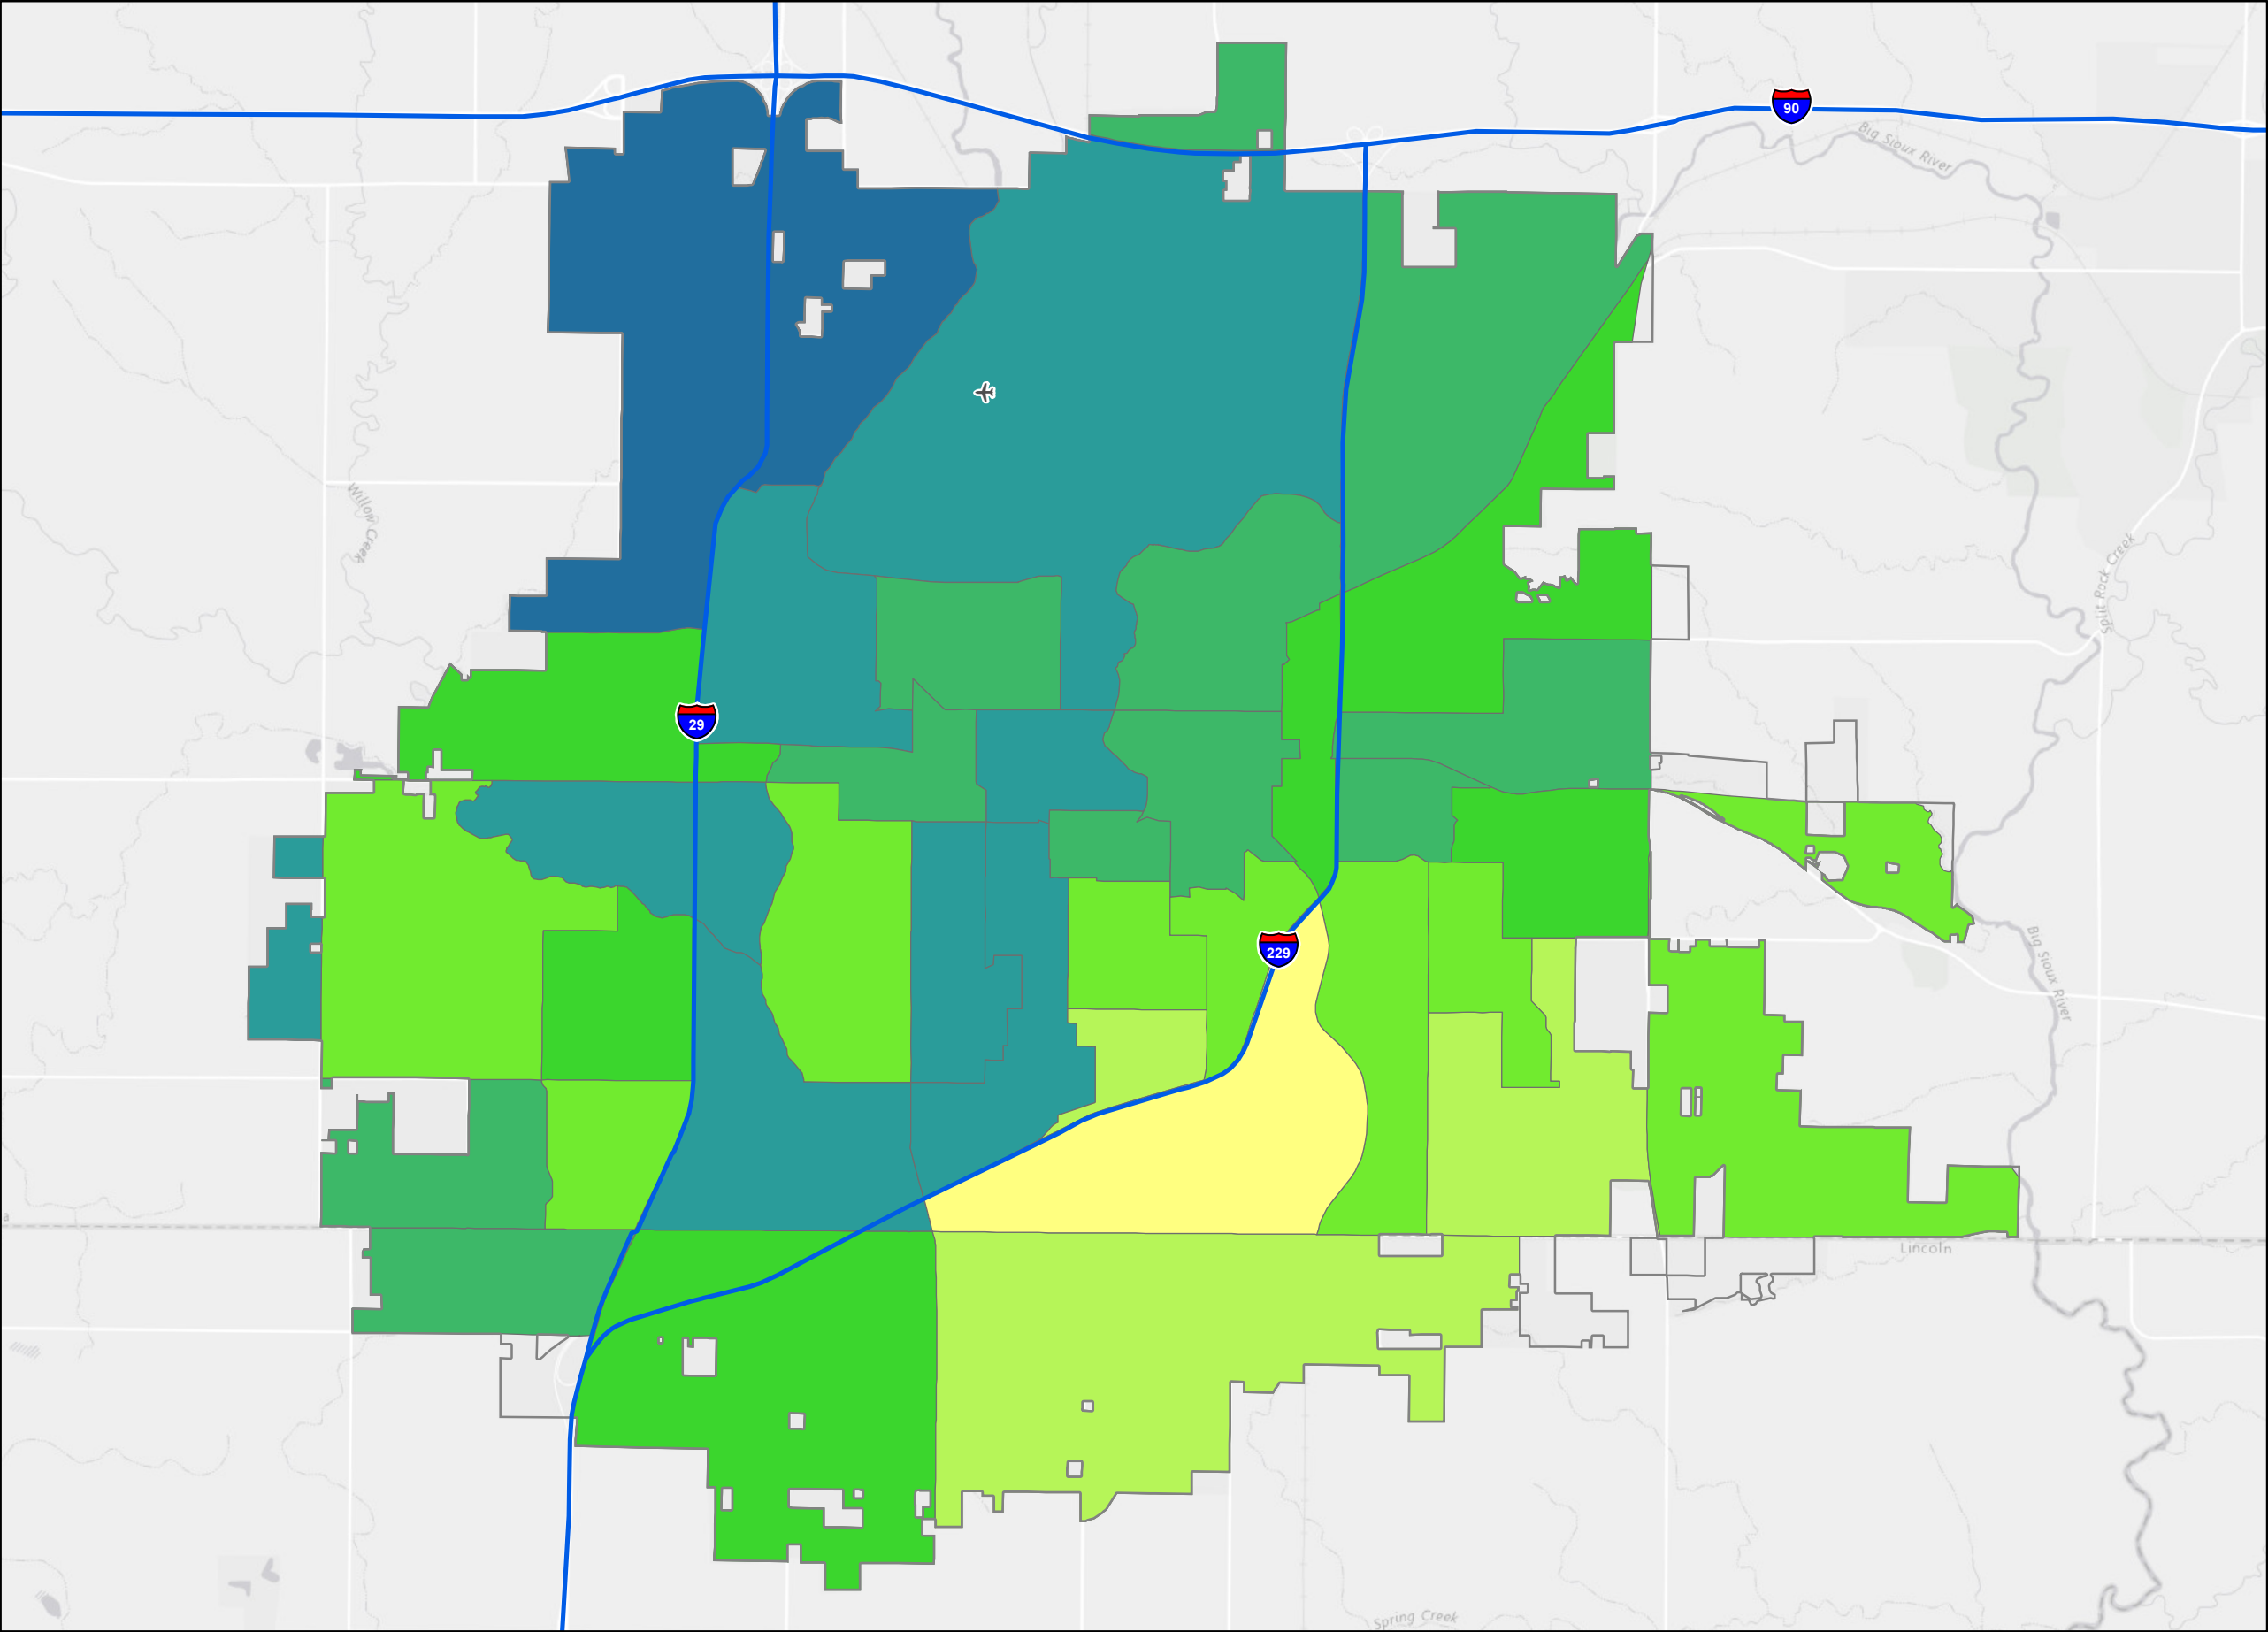 90
Big Sioux River
Willow Creek
Split Rock Creek
29
229
Big Sioux River
a
Lincoln
Spring Creek